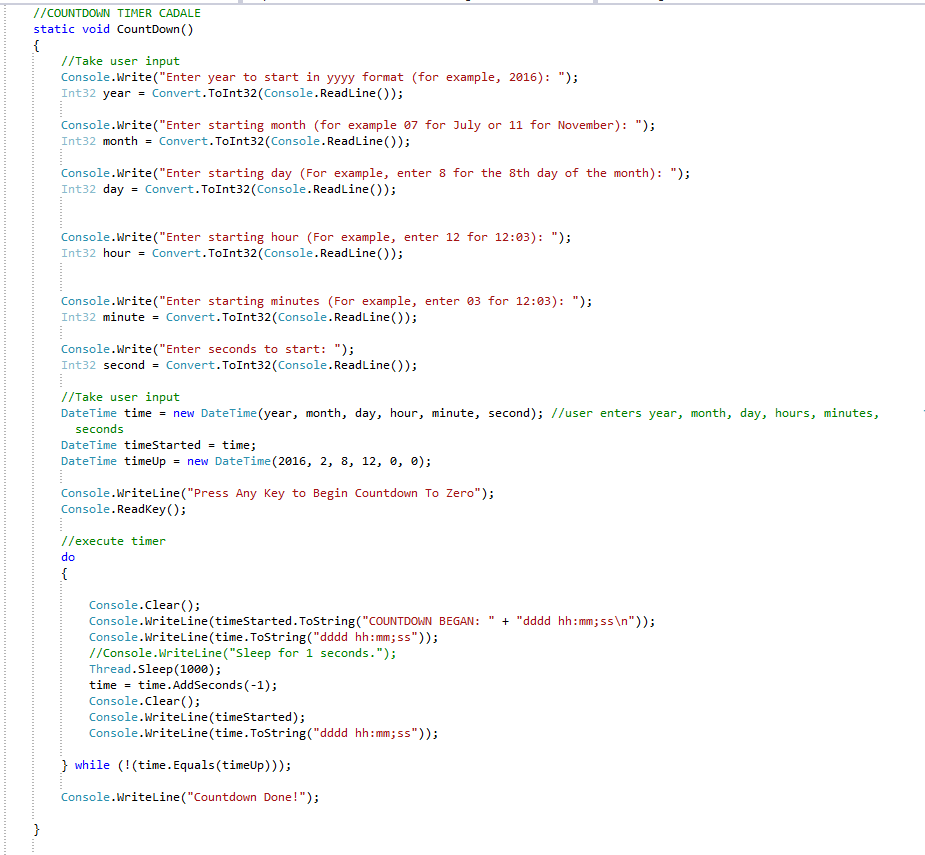 //COUNTDOWN TIMER CADALE
static void CountDown()
{
//Take user input
Console.Write("Enter year to start in yyyy format (for example, 2016): ");
Int32 year = Convert.ToInt32(Console.ReadLine());
Console.Write("Enter starting month (for example 07 for July or 11 for November): ");
Int32 month = Convert.ToInt32(Console.ReadLine());
Console.Write("Enter starting day (For example, enter 8 for the 8th day of the month): ");
Int32 day = Convert.ToInt32(Console.ReadLine());
Console.Write("Enter starting hour (For example, enter 12 for 12:03): ");
Int32 hour = Convert.ToInt32(Console.ReadLine());
Console.Write("Enter starting minutes (For example, enter 03 for 12:03): ");
Int32 minute = Convert.ToInt32(Console.ReadLine());
Console.Write("Enter seconds to start: ");
Int32 second = Convert.ToInt32(Console.ReadLine());
//Take user input
DateTime time = new DateTime(year, month, day, hour, minute, second); //user enters year, month, day, hours, minutes,
seconds
DateTime timeStarted = time;
DateTime timeUp = new DateTime(2016, 2, 8, 12, 0, 0);
Console.WriteLine("Press Any Key to Begin Countdown To Zero");
Console.ReadKey();
//execute timer
do
{
Console.Clear();
Console.WriteLine(timeStarted.ToString("COUNTDOWN BEGAN: " + "dddd hh:mm;ss\n"));
Console.WriteLine(time.ToString("dddd hh:mm;ss"));
//Console.WriteLine("Sleep for 1 seconds.");
Thread.Sleep(1000);
time = time.AddSeconds(-1);
Console.Clear();
Console.WriteLine(timeStarted);
Console.WriteLine(time.ToString("dddd hh:mm;ss"));
} while (!(time.Equals(timeUp)));
Console.WriteLine("Countdown Done!");
}